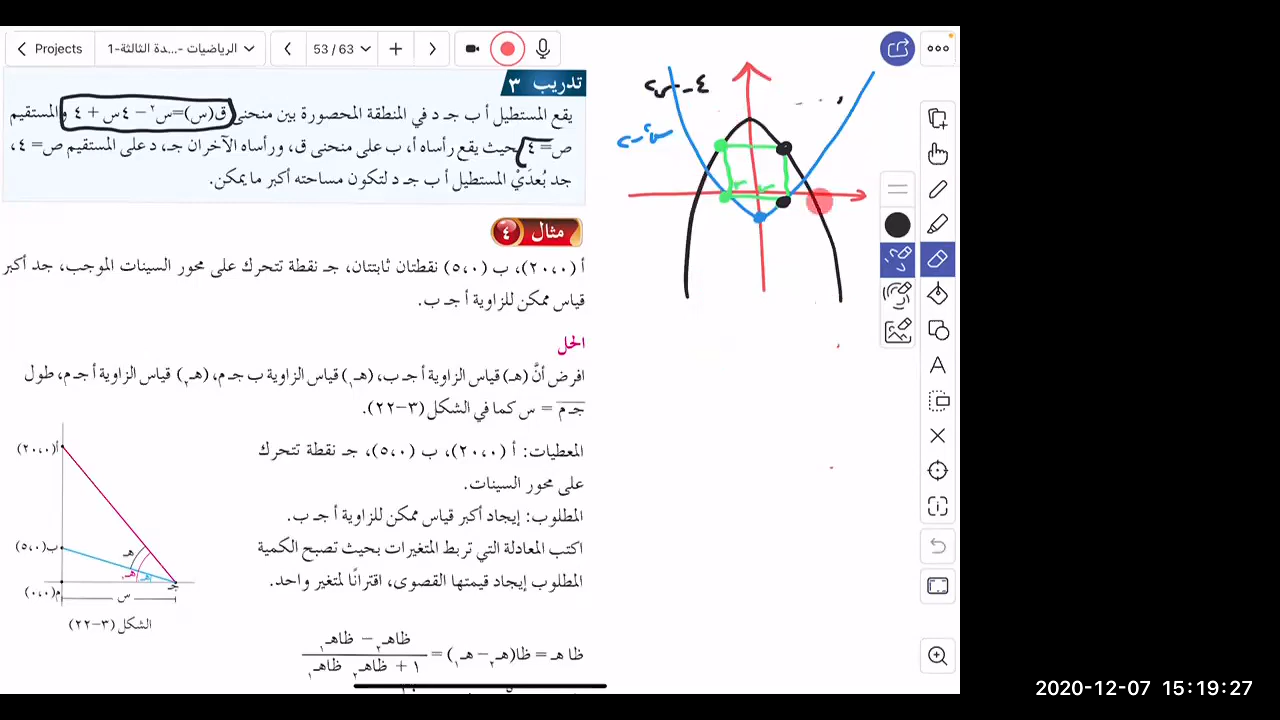 Projects
الرياضيات -...دة الثالثة-1
53 / 63
تدريب ٣
يقع المستطيل أ ب جـ د في المنطقة المحصورة بين منحنى ق(س)=س٢ – ٤س + ٤ والمستقيم
ص= ٤ بحيث يقع رأساه أ، ب على منحنى ق، ورأساه الآخران جـ، د على المستقيم ص= ٤،
جد بُعدَيْ المستطيل أ ب جـ د لتكون مساحته أكبر ما يمكن.
٤-س٢
مثال ٤
أ (٢٠،٠)، ب (٥،٠) نقطتان ثابتتان، جـ نقطة تتحرك على محور السينات الموجب، جد أكبر
قياس ممكن للزاوية أ جـ ب.
الحل
افرض أنَّ (هـ) قياس الزاوية أ جـ ب، (هـ١) قياس الزاوية ب جـ م، (هـ٢) قياس الزاوية أ جـ م، طول
جـ م = س كما في الشكل (٣-٢٢).
المعطيات: أ (٢٠،٠)، ب (٥،٠)، جـ نقطة تتحرك
على محور السينات.
المطلوب: إيجاد أكبر قياس ممكن للزاوية أ جـ ب.
اكتب المعادلة التي تربط المتغيرات بحيث تصبح الكمية
المطلوب إيجاد قيمتها القصوى، اقترانًا لمتغير واحد.
أ(٢٠،٠)
ب(٥،٠)
م(٠،٠)
هـ
جـ
س
الشكل (٣-٢٢)
ظا هـ = ظا(هـ٢ – هـ١) = (ظاهـ٢ – ظاهـ١) / (١ + ظاهـ٢ ظاهـ١)
2020-12-07 15:19:27